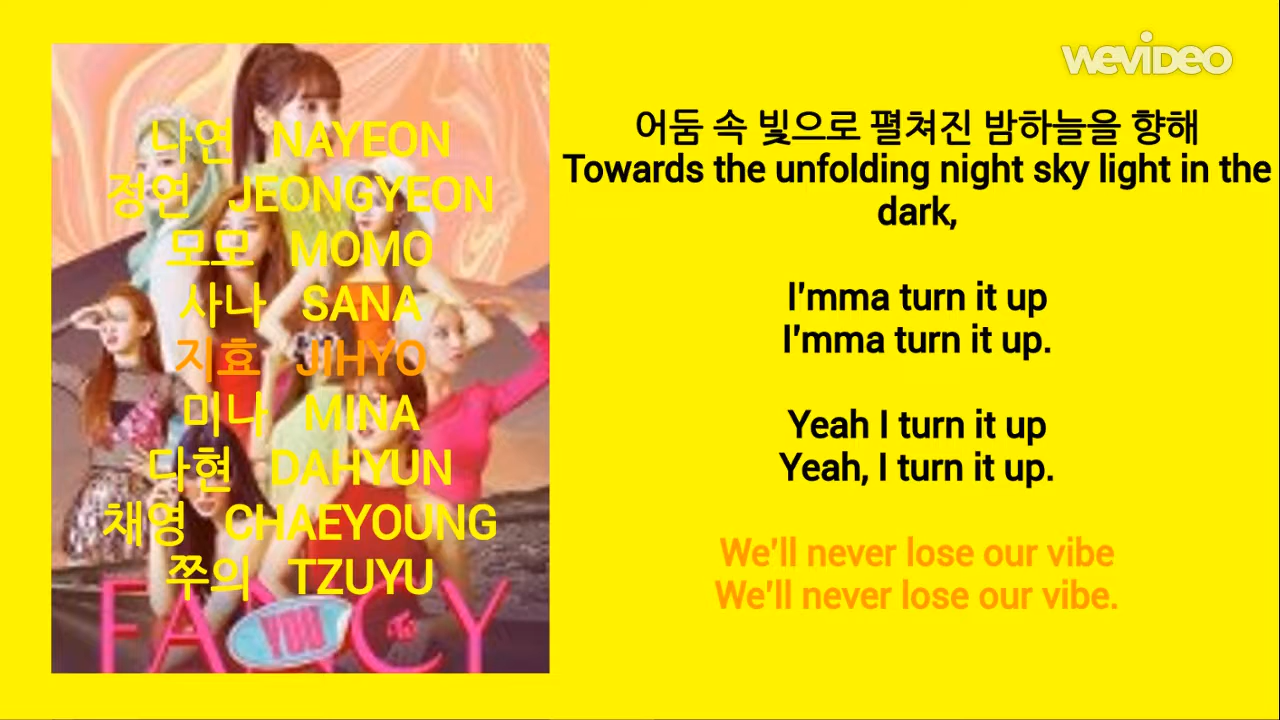 나연 NAYEON
정연 JEONGYEON
모모 MOMO
사나 SANA
지효 JIHYO
미나 MINA
다현 DAHYUN
채영 CHAEYOUNG
쯔위 TZUYU
FANCY
YOU
WeVideo
어둠 속 빛으로 펼쳐진 밤하늘을 향해
Towards the unfolding night sky light in the
dark,
I'mma turn it up
I'mma turn it up.
Yeah I turn it up
Yeah, I turn it up.
We'll never lose our vibe
We'll never lose our vibe.